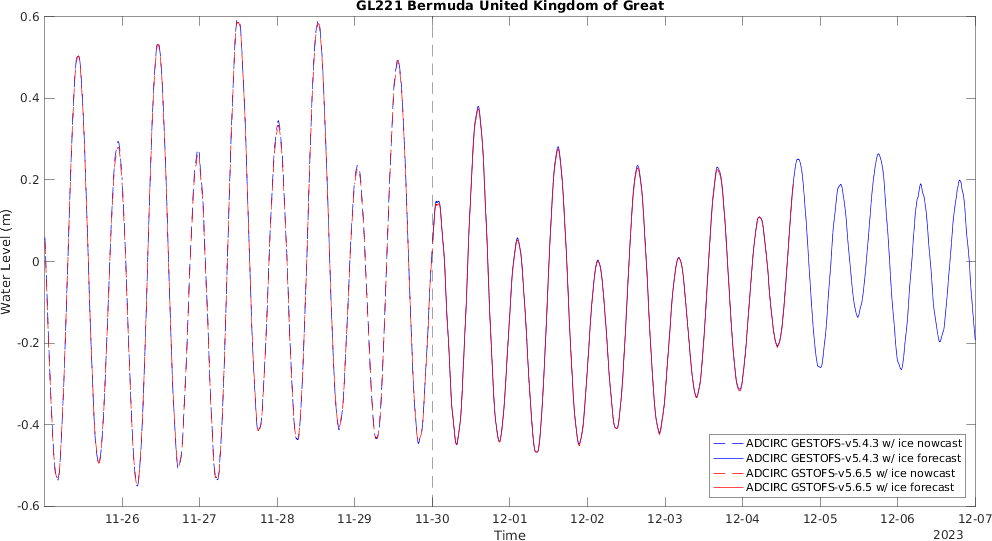 GL221 Bermuda United Kingdom of Great
0.6
0.4
0.2
0
-0.2
-0.4
-0.6
Water Level (m)
11-26
11-27
11-28
11-29
11-30
12-01
12-02
12-03
12-04
12-05
12-06
12-07
Time
2023
ADCIRC GESTOFS-v5.4.3 w/ ice nowcast
ADCIRC GESTOFS-v5.4.3 w/ ice forecast
ADCIRC GSTOFS-v5.6.5 w/ ice nowcast
ADCIRC GSTOFS-v5.6.5 w/ ice forecast